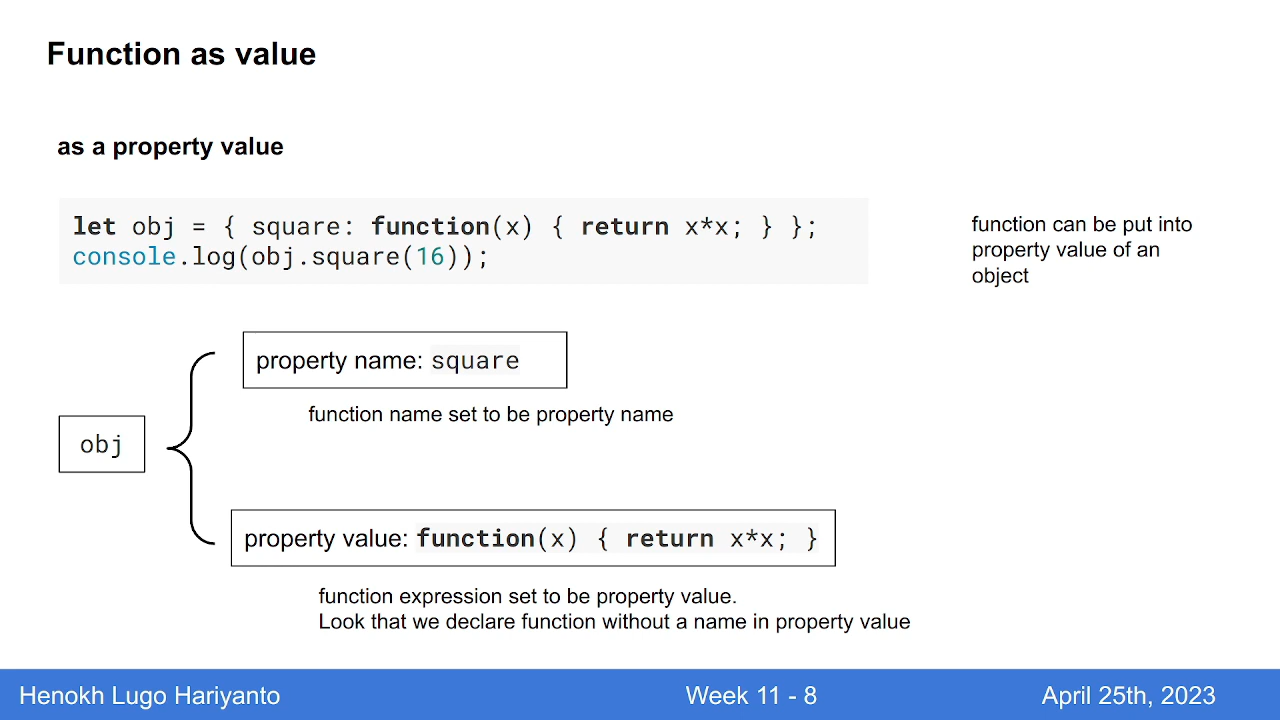 Function as value
as a property value
let obj = { square: function(x) { return x*x; } };
console.log(obj.square(16));
function can be put into
property value of an
object
property name: square
function name set to be property name
obj
property value: function(x) { return x*x; }
function expression set to be property value.
Look that we declare function without a name in property value
Henokh Lugo Hariyanto
Week 11 - 8
April 25th, 2023